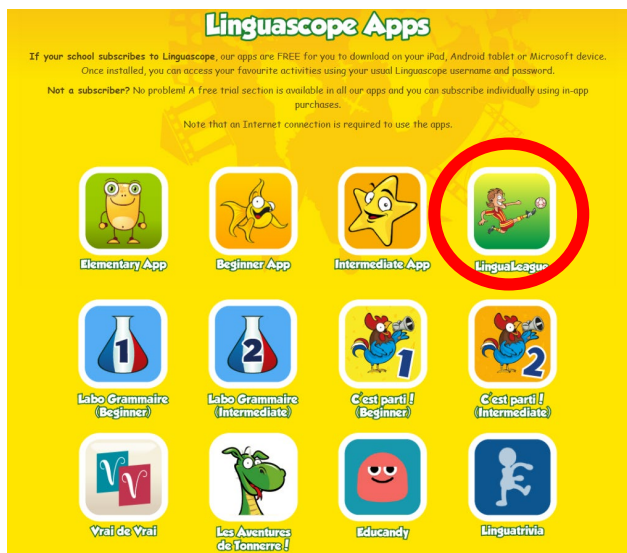 Linguascope Apps
If your school subscribes to Linguascope, our apps are FREE for you to download on your iPad, Android tablet or Microsoft device.
Once installed, you can access your favourite activities using your usual Linguascope username and password.
Not a subscriber? No problem! A free trial section is available in all our apps and you can subscribe individually using in-app
purchases.
Note that an Internet connection is required to use the apps.
Elementary App
Beginner App
Intermediate App
LinguaLeague
1
2
1
2
Labo Grammaire
(Beginner)
Labo Grammaire
(Intermediate)
C'est parti !
(Beginner)
C'est parti !
(Intermediate)
V V
Vrai de Vrai
Les Aventures
de Tonnerre !
Educandy
Linguatrivia